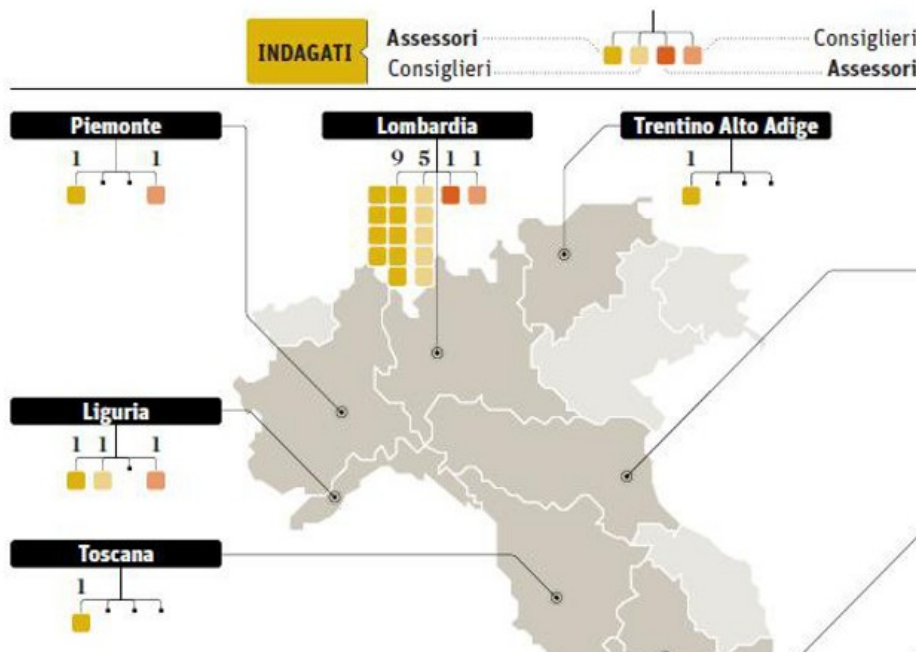 INDAGATI
Assessori
Consiglieri
Consiglieri
Assessori
Piemonte
1 1
Lombardia
9 5 1 1
Trentino Alto Adige
1
Liguria
1 1 1
Toscana
1